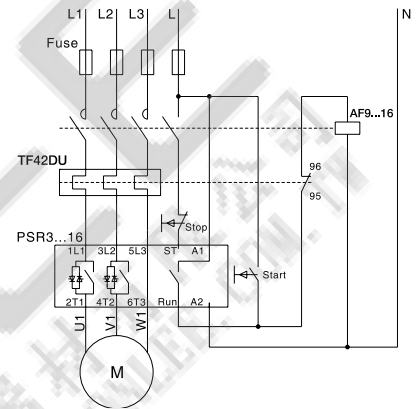 L1 L2 L3 L N
Fuse
AF9...16
TF42DU
96
95
Stop
PSR3...16
1L1 3L2 5L3 ST A1
Start
2T1 4T2 6T3 Run A2
U1 V1 W1
M